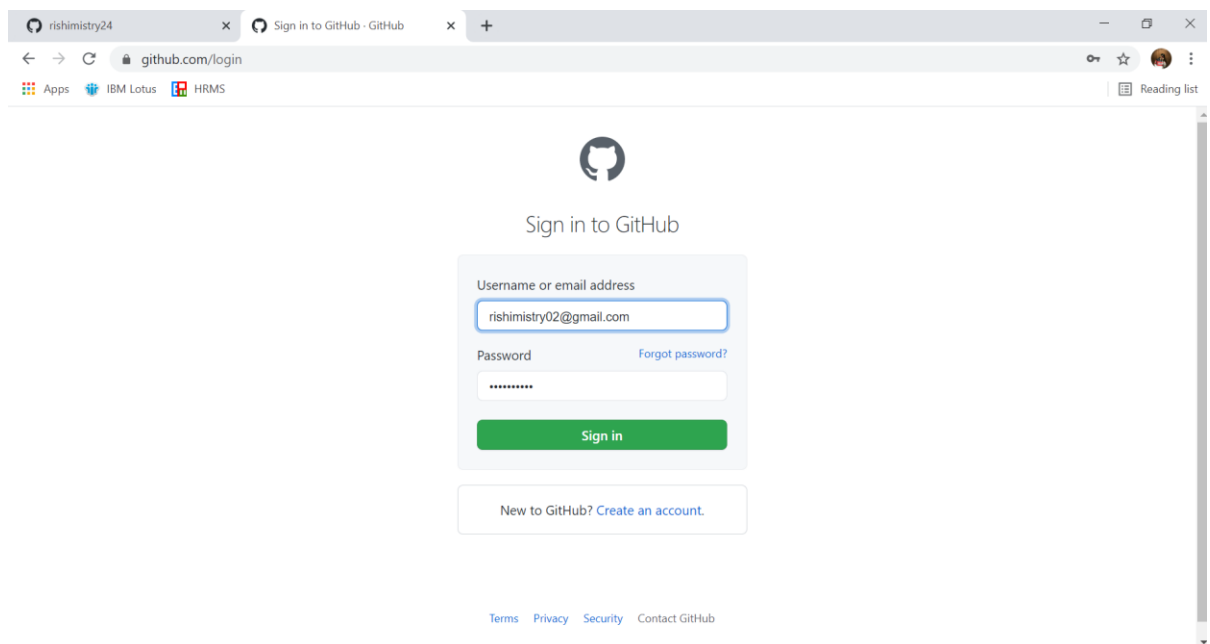 rishimistry24 Sign in to GitHub · GitHub
github.com/login
Apps IBM Lotus HRMS Reading list
Sign in to GitHub
Username or email address
rishimistry02@gmail.com
Password Forgot password?
••••••••••
Sign in
New to GitHub? Create an account.
Terms Privacy Security Contact GitHub